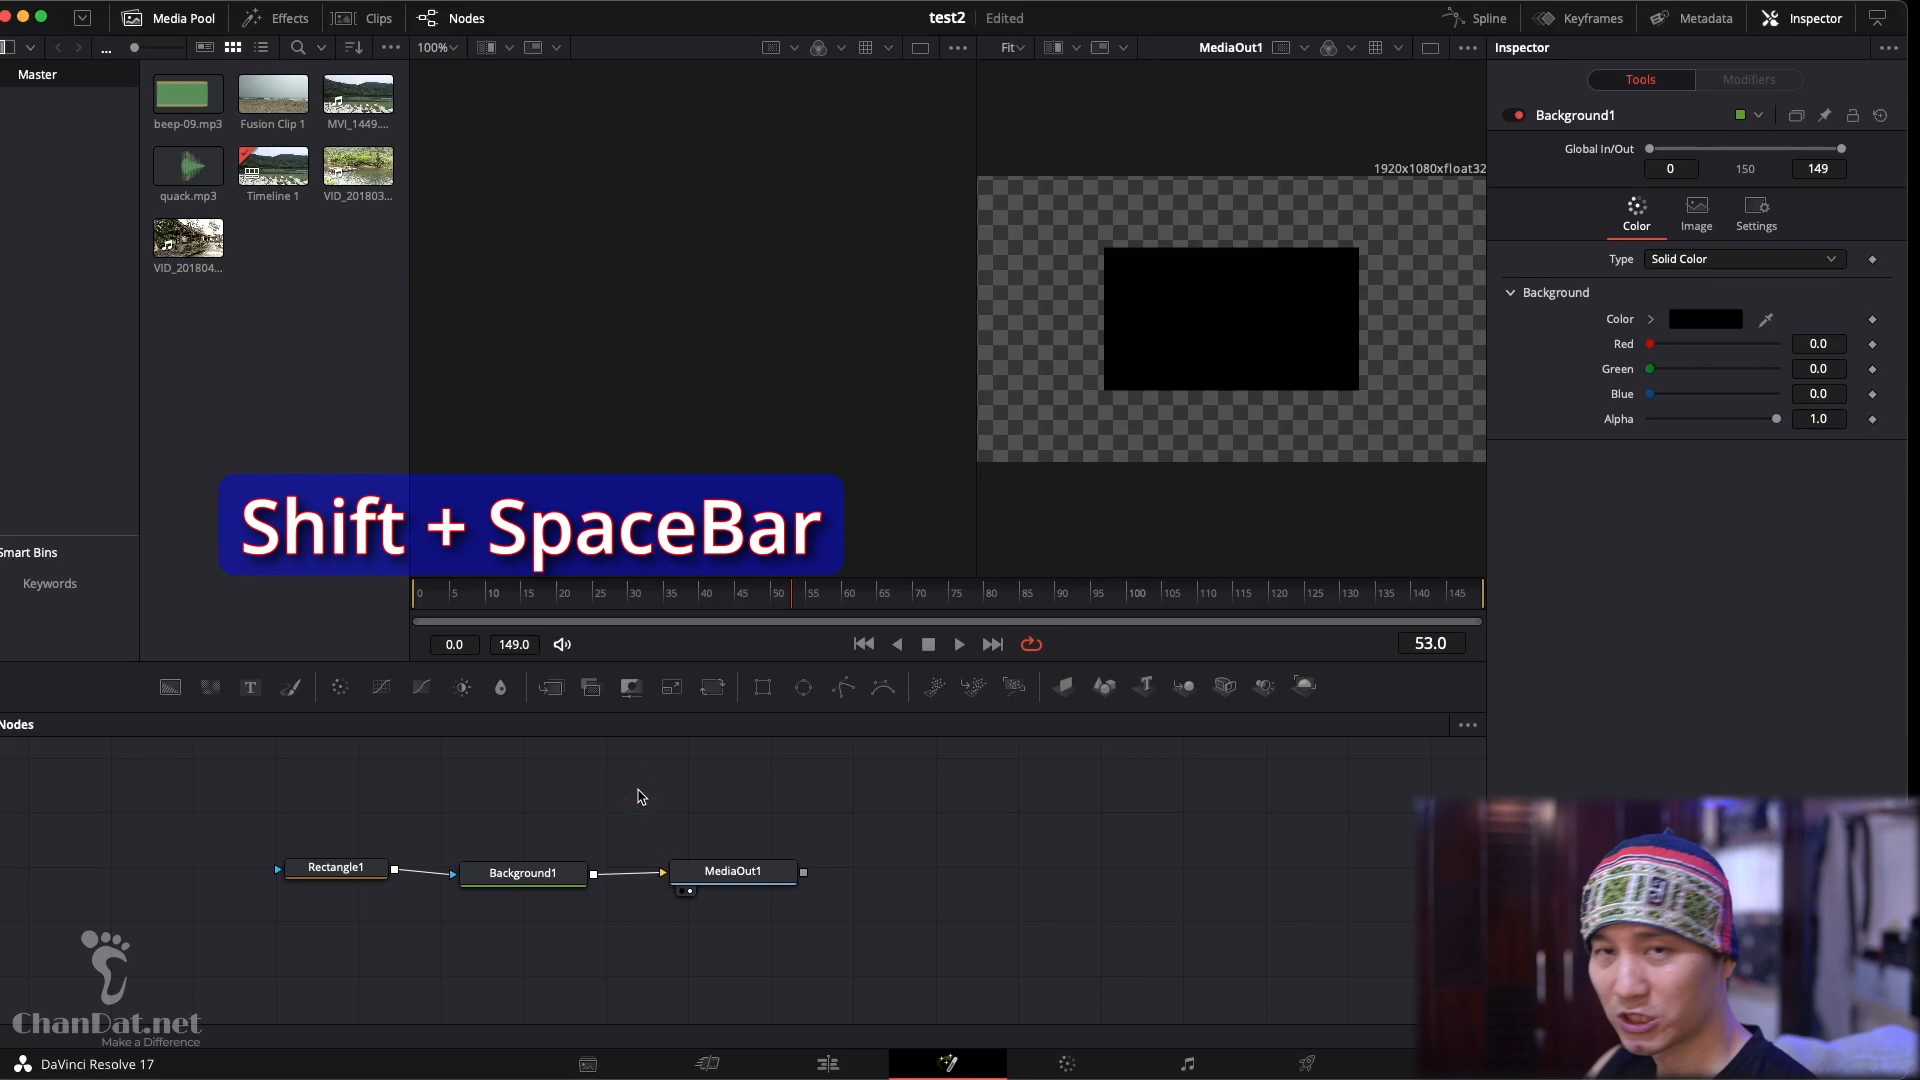 Media Pool
Effects
Clips
Nodes
test2
Edited
Spline
Keyframes
Metadata
Inspector
...
100%
Fit
MediaOut1
Inspector
Master
beep-09.mp3
Fusion Clip 1
MVI_1449....
quack.mp3
Timeline 1
VID_201803...
VID_201804...
1920x1080xfloat32
Tools
Modifiers
Background1
Global In/Out
0
150
149
Color
Image
Settings
Type
Solid Color
Background
Color
Red
0.0
Green
0.0
Blue
0.0
Alpha
1.0
Shift + SpaceBar
Smart Bins
Keywords
0 5 10 15 20 25 30 35 40 45 50 55 60 65 70 75 80 85 90 95 100 105 110 115 120 125 130 135 140 145
0.0
149.0
53.0
Nodes
Rectangle1
Background1
MediaOut1
ChanDat.net
Make a Difference
DaVinci Resolve 17